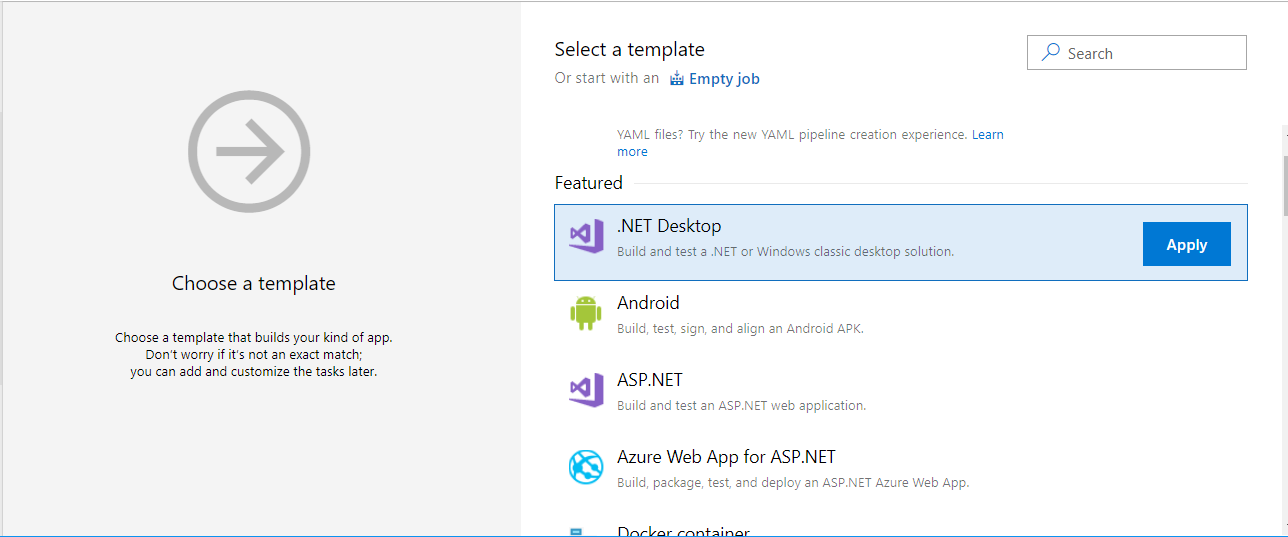 Select a template
Search
Or start with an Empty job
YAML files? Try the new YAML pipeline creation experience. Learn
more
Featured
.NET Desktop
Build and test a .NET or Windows classic desktop solution.
Apply
Android
Build, test, sign, and align an Android APK.
ASP.NET
Build and test an ASP.NET web application.
Azure Web App for ASP.NET
Build, package, test, and deploy an ASP.NET Azure Web App.
Docker container
Choose a template
Choose a template that builds your kind of app.
Don't worry if it's not an exact match;
you can add and customize the tasks later.